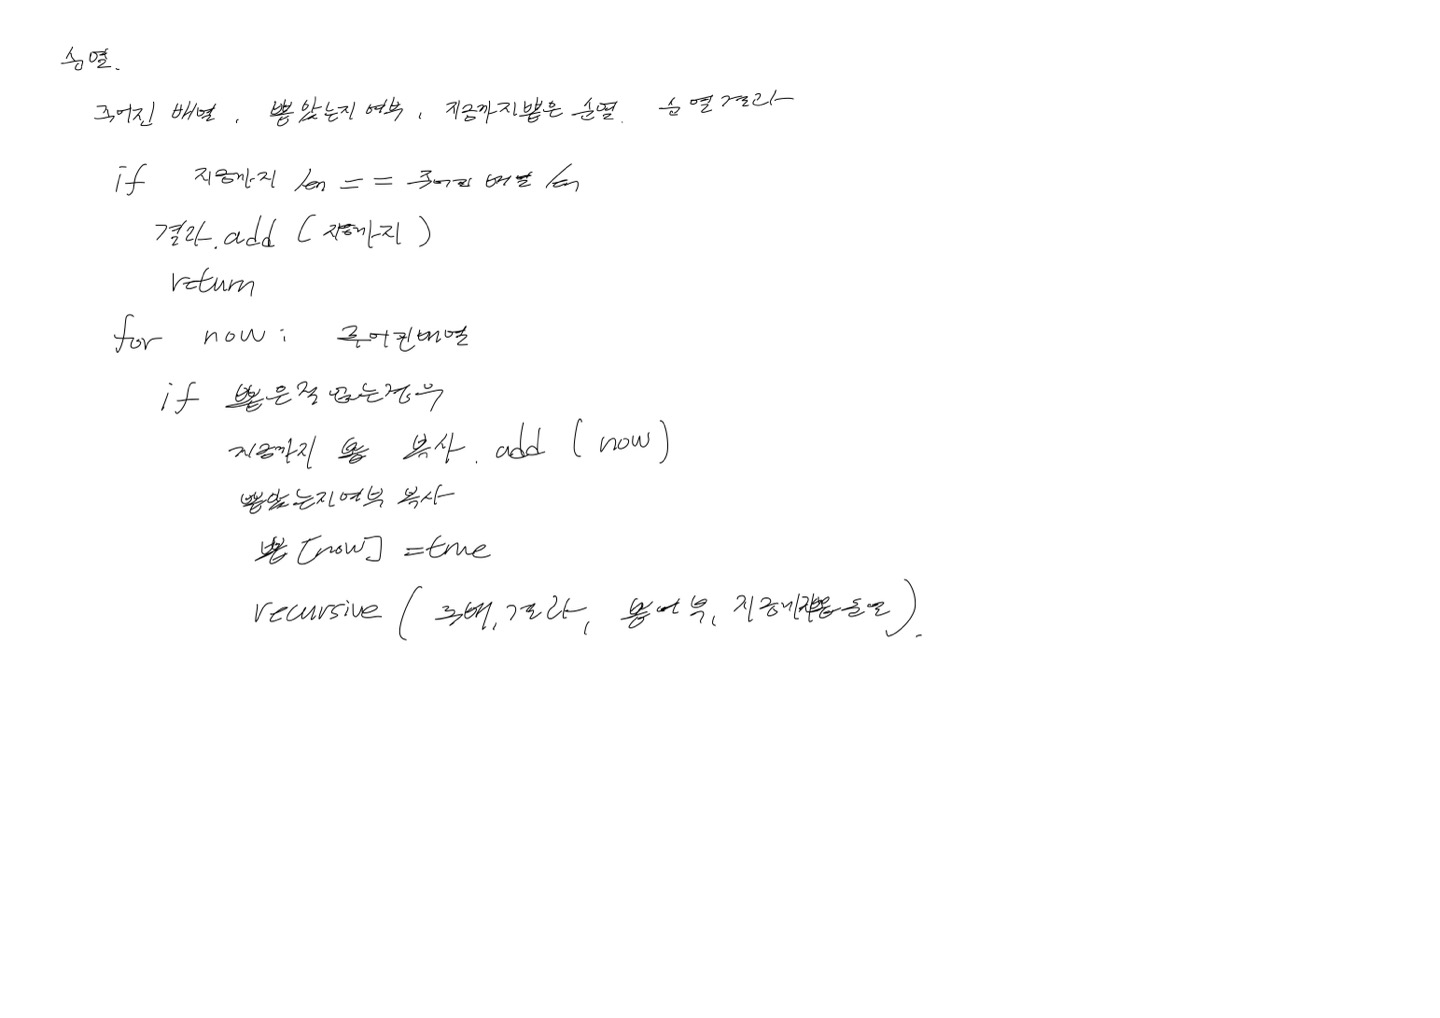 순열.
주어진 배열, 뽑았는지 여부, 지금까지뽑은 순열. 순열결과
if 지금까지 len == 주어진 배열 len
결과.add (지금까지)
return
for now: 주어진배열
if 뽑은적 없는경우
지금까지 복사.add (now)
뽑았는지여부 복사
뽑[now] =true
recursive (주배, 결과, 뽑여부, 지금까지뽑은순열).